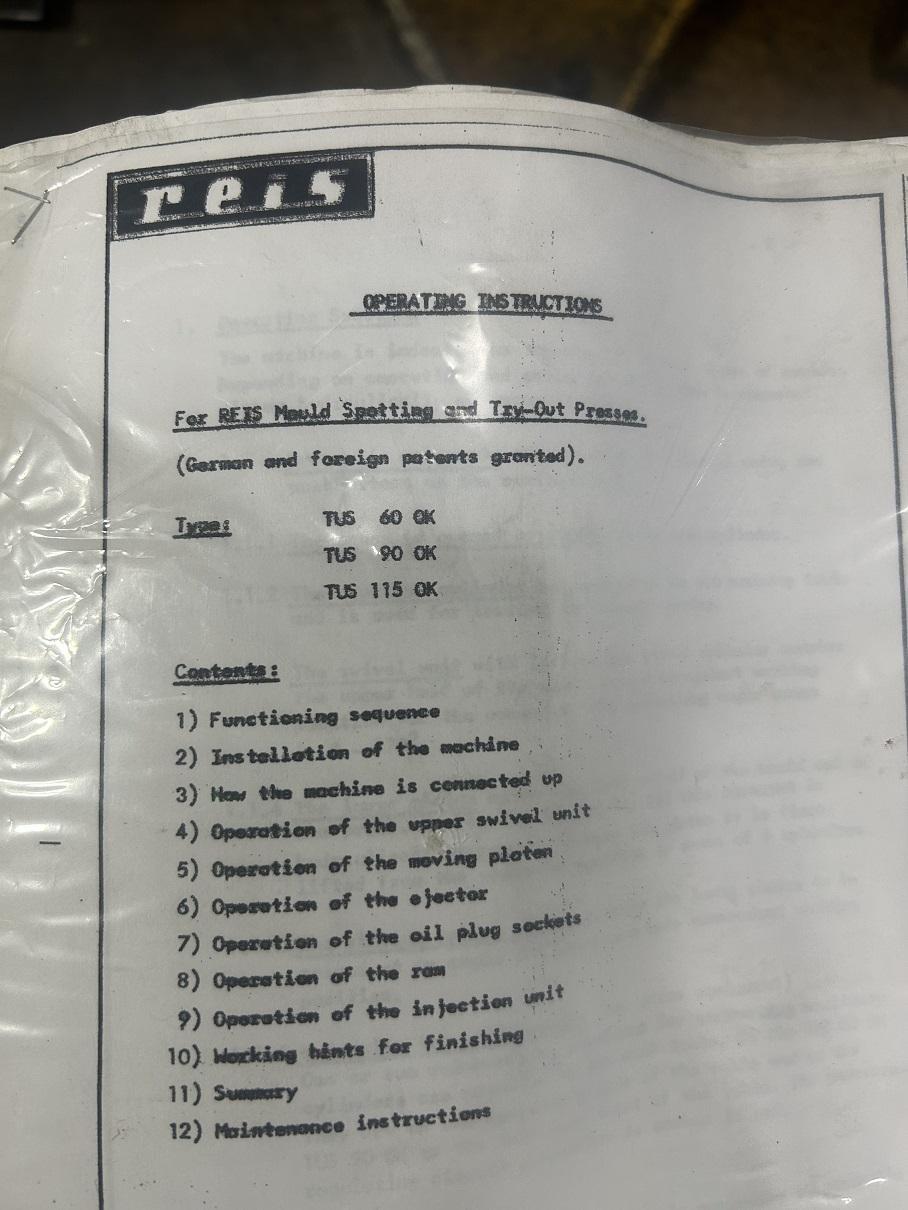 reis
OPERATING INSTRUCTIONS
For REIS Mould Spotting and Try-Out Presses.
(German and foreign patents granted).
Type: TUS 60 OK
TUS 90 OK
TUS 115 OK
Contents:
1) Functioning sequence
2) Installation of the machine
3) How the machine is connected up
4) Operation of the upper swivel unit
5) Operation of the moving platen
6) Operation of the ejector
7) Operation of the oil plug sockets
8) Operation of the ram
9) Operation of the injection unit
10) Working hints for finishing
11) Summary
12) Maintenance instructions